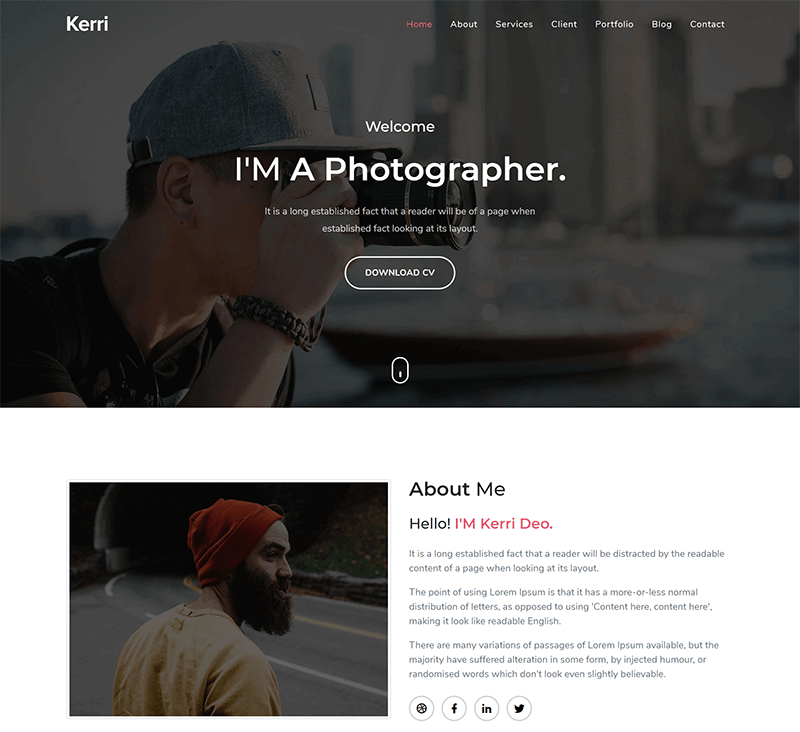 Kerri
Home About Services Client Portfolio Blog Contact
Welcome
I'M A Photographer.
It is a long established fact that a reader will be of a page when
established fact looking at its layout.
DOWNLOAD CV
About Me
Hello! I'M Kerri Deo.
It is a long established fact that a reader will be distracted by the readable
content of a page when looking at its layout.
The point of using Lorem Ipsum is that it has a more-or-less normal
distribution of letters, as opposed to using 'Content here, content here',
making it look like readable English.
There are many variations of passages of Lorem Ipsum available, but the
majority have suffered alteration in some form, by injected humour, or
randomised words which don't look even slightly believable.